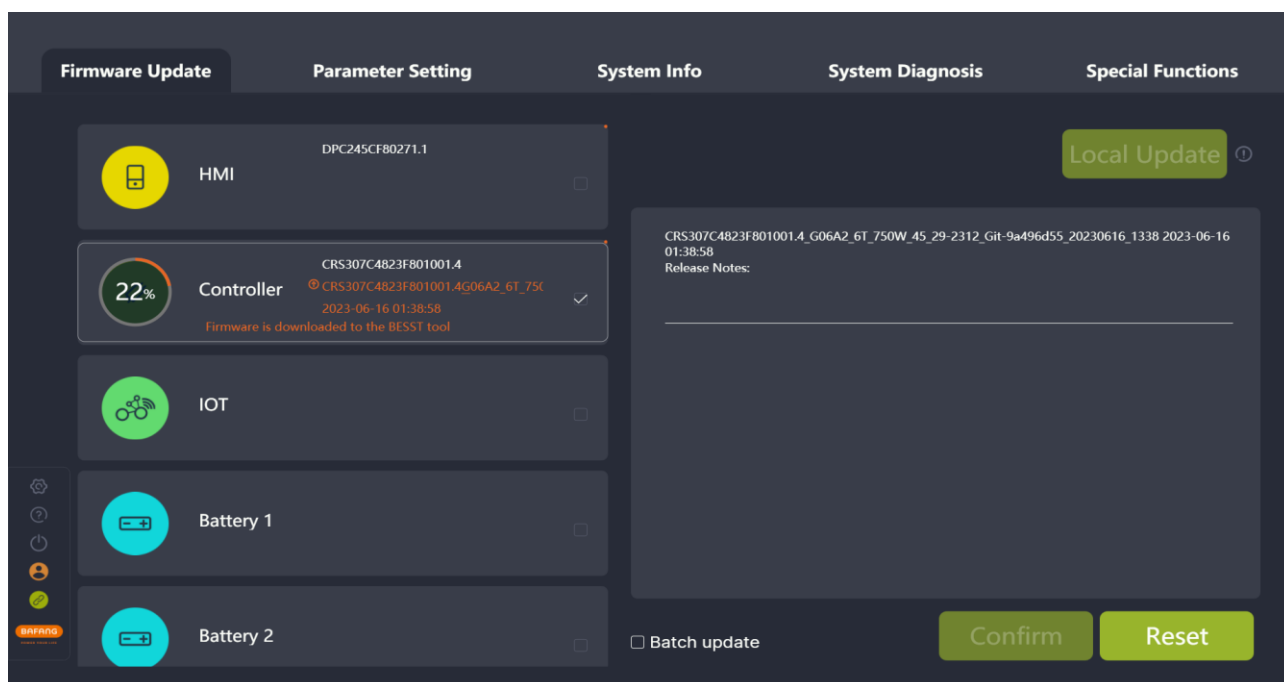 Firmware Update
Parameter Setting
System Info
System Diagnosis
Special Functions
HMI
DPC245CF80271.1
Local Update
22%
Controller
CRS307C4823F801001.4
CRS307C4823F801001.4G06A2_6T_750
2023-06-16 01:38:58
Firmware is downloaded to the BESST tool
CRS307C4823F801001.4_G06A2_6T_750W_45_29-2312_Git-9a496d55_20230616_1338 2023-06-16
01:38:58
Release Notes:
IOT
Battery 1
Battery 2
BAFANG
Batch update
Confirm
Reset